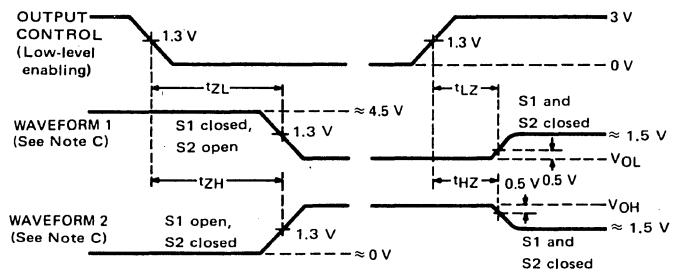 OUTPUT
CONTROL
(Low-level
enabling)
1.3 V
1.3 V
3 V
0 V
tZL
tLZ
WAVEFORM 1
(See Note C)
S1 closed,
S2 open
≈ 4.5 V
1.3 V
S1 and
S2 closed
≈ 1.5 V
VOL
0.5 V
tZH
tHZ
0.5 V
WAVEFORM 2
(See Note C)
S1 open,
S2 closed
1.3 V
≈ 0 V
VOH
≈ 1.5 V
S1 and
S2 closed